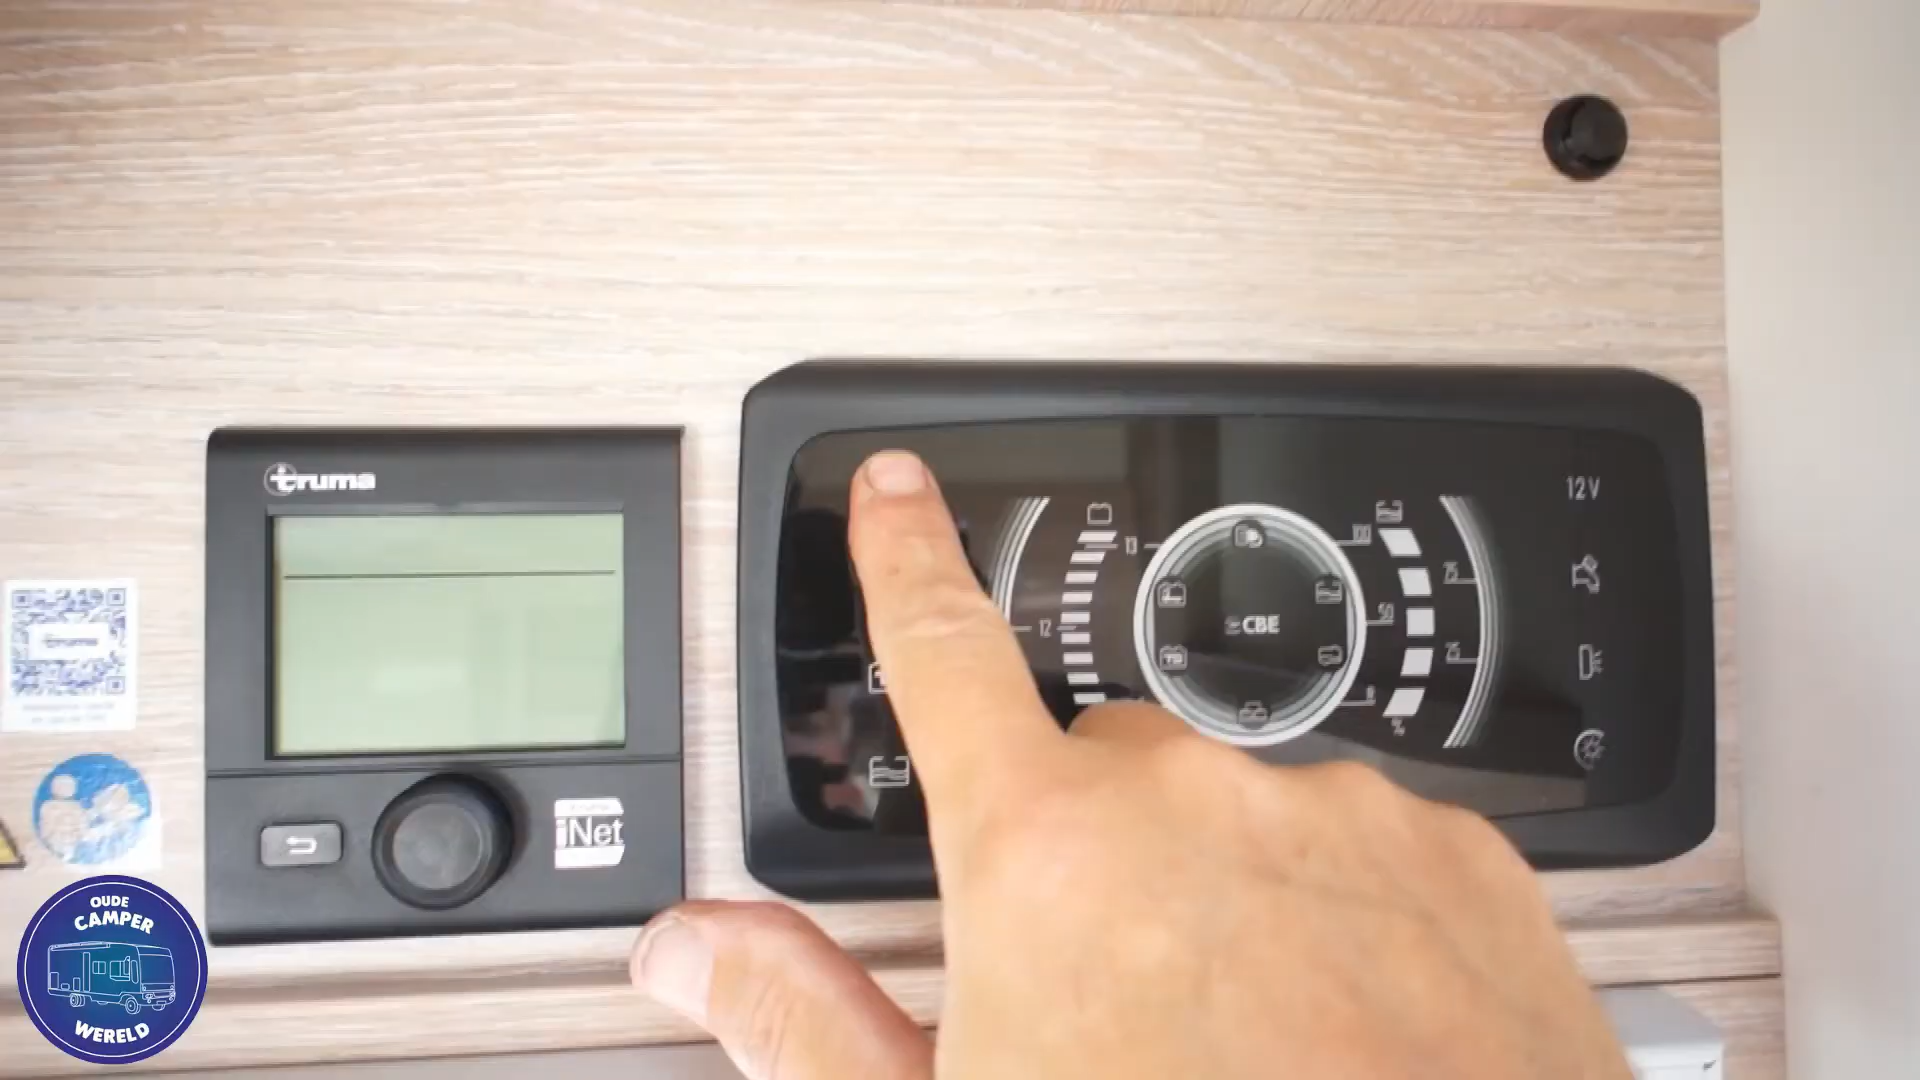 truma
iNet
12V
13
100
75
12
CBE
50
25
0
%
OUDE
CAMPER
WERELD